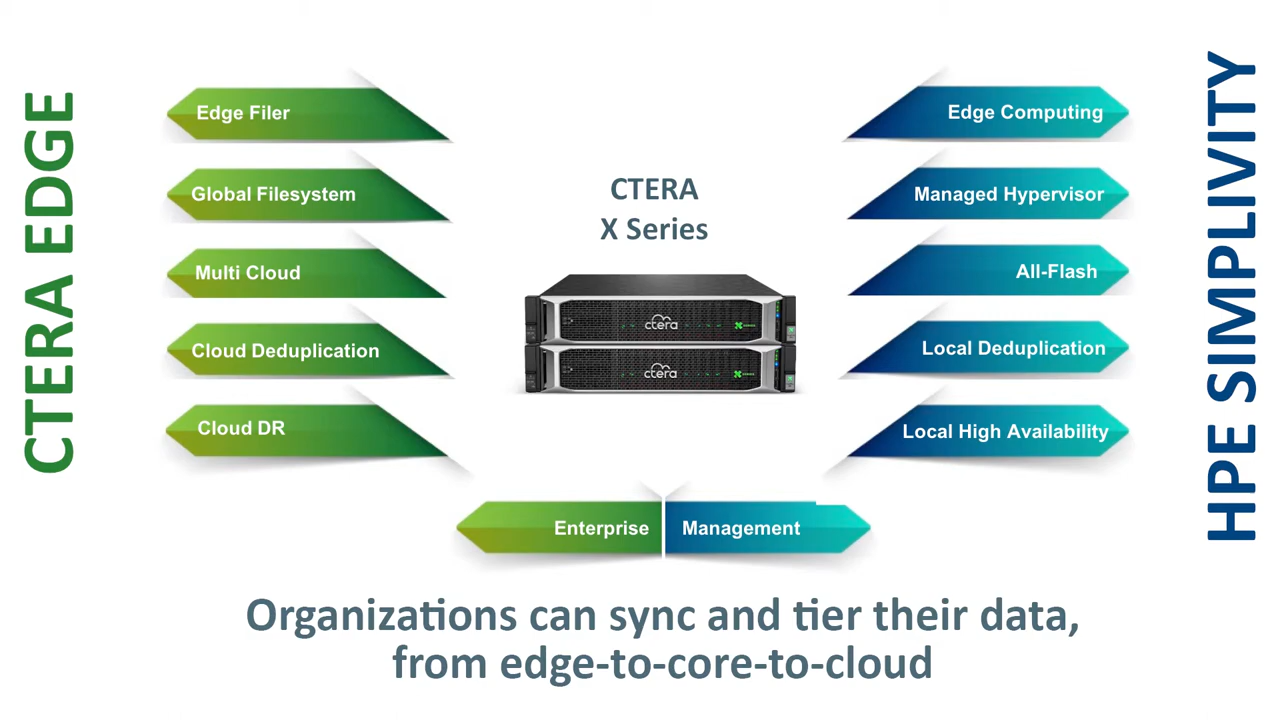 CTERA EDGE
Edge Filer
Global Filesystem
Multi Cloud
Cloud Deduplication
Cloud DR
CTERA
X Series
ctera
ctera
Edge Computing
Managed Hypervisor
All-Flash
Local Deduplication
Local High Availability
HPE SIMPLIVITY
Enterprise Management
Organizations can sync and tier their data,
from edge-to-core-to-cloud